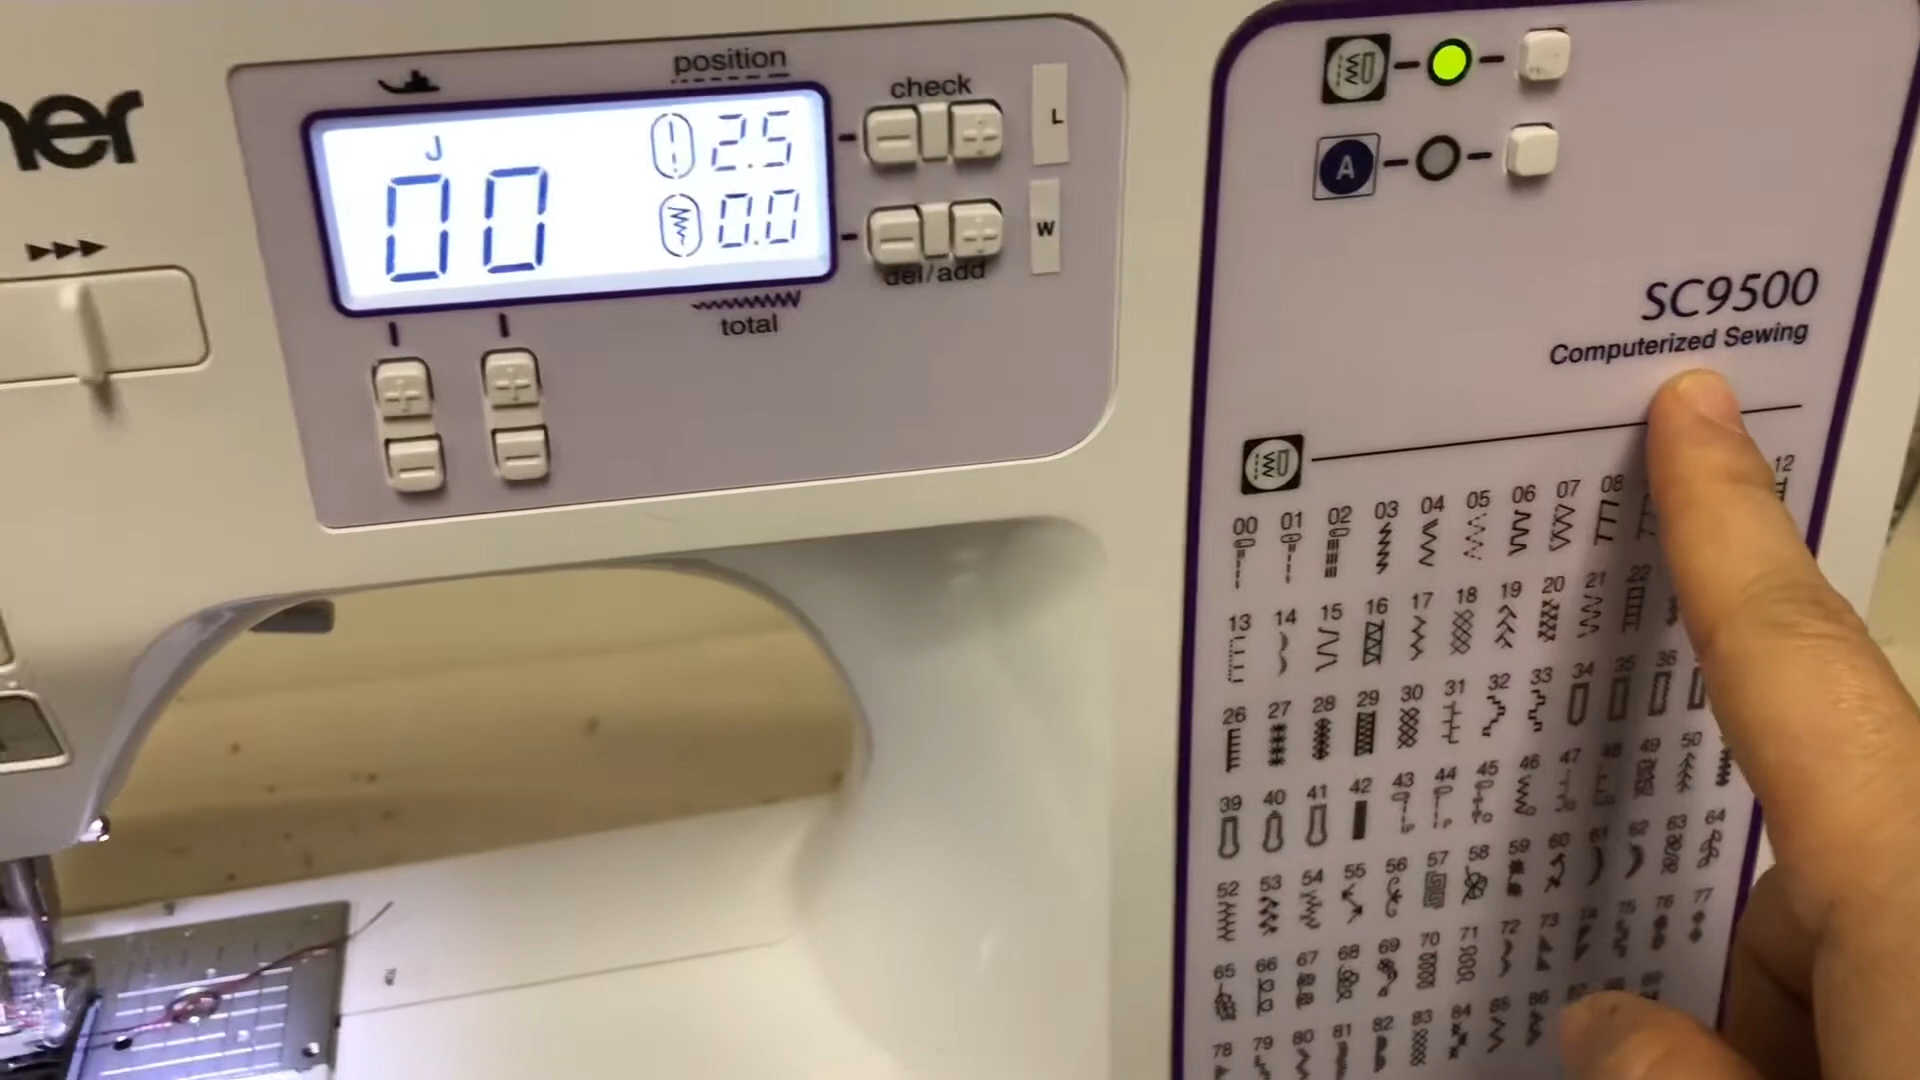 ner
position
J
00
2.5
0.0
check
del/add
total
L
W
A
SC9500
Computerized Sewing
00 01 02 03 04 05 06 07 08 12
13 14 15 16 17 18 19 20 21
26 27 28 29 30 31 32 33 34 35 36
39 40 41 42 43 44 45 46 47 48 49 50
52 53 54 55 56 57 58 59 60 61 62 63 64
65 66 67 68 69 70 71 72 73 74 75 76 77
78 79 80 81 82 83 84 85 86